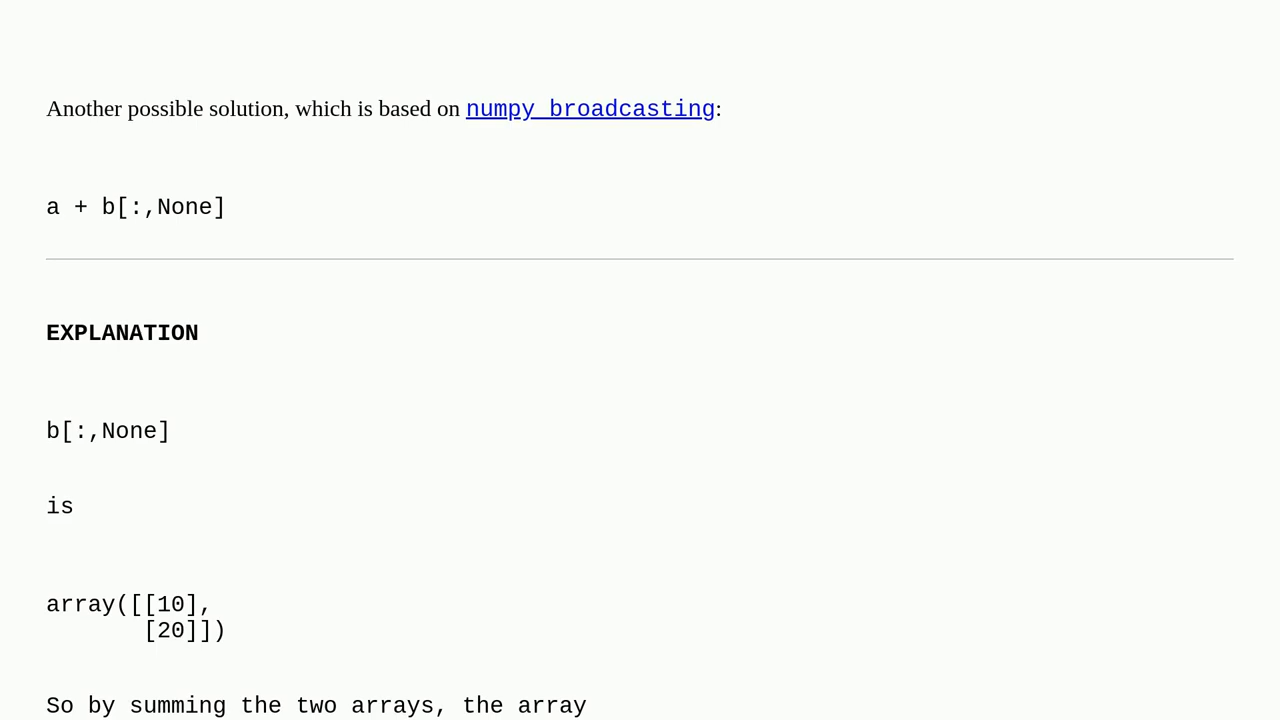 Another possible solution, which is based on numpy broadcasting:
a + b[:,None]
EXPLANATION
b[:,None]
is
array([[10],
       [20]])
So by summing the two arrays, the array